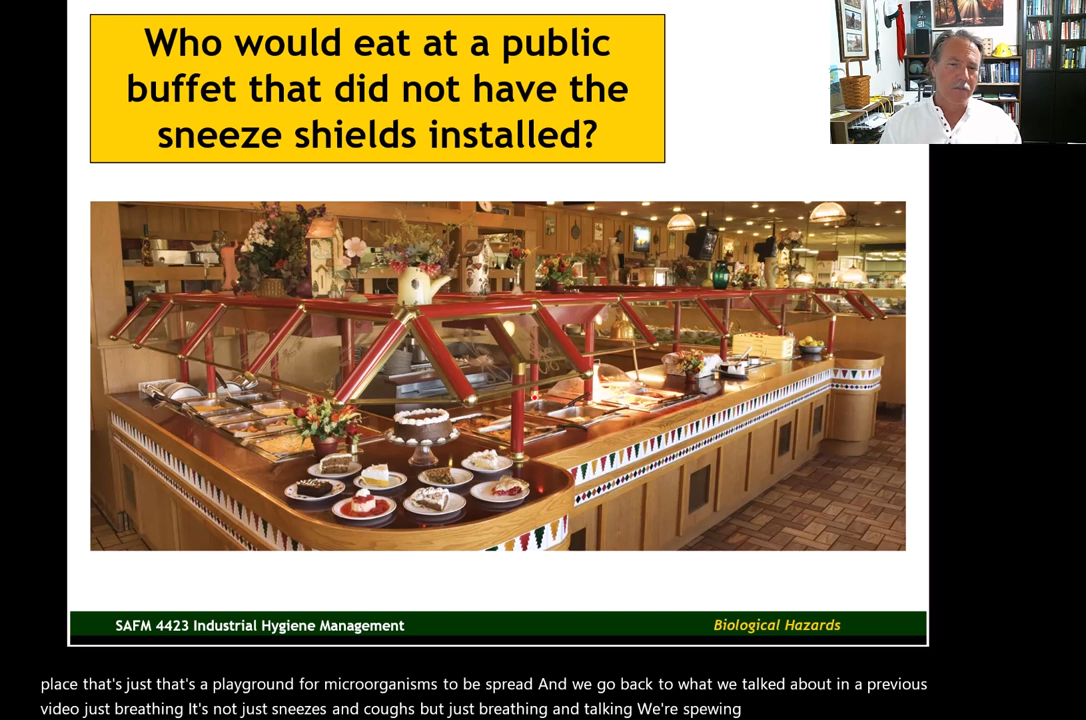 Who would eat at a public
buffet that did not have the
sneeze shields installed?
SAFM 4423 Industrial Hygiene Management
Biological Hazards
place that's just that's a playground for microorganisms to be spread And we go back to what we talked about in a previous
video just breathing It's not just sneezes and coughs but just breathing and talking We're spewing